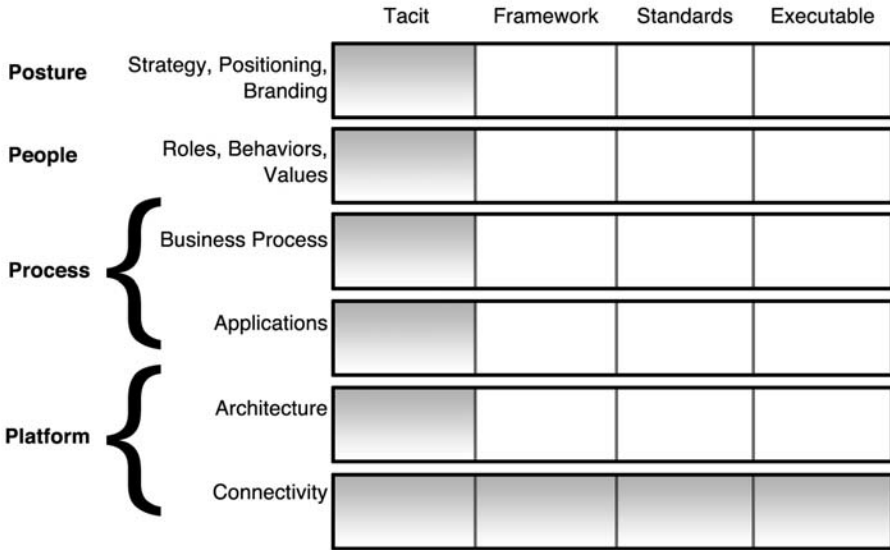 Tacit Framework Standards Executable
Posture Strategy, Positioning,
Branding
People Roles, Behaviors,
Values
Business Process
Process
Applications
Architecture
Platform
Connectivity